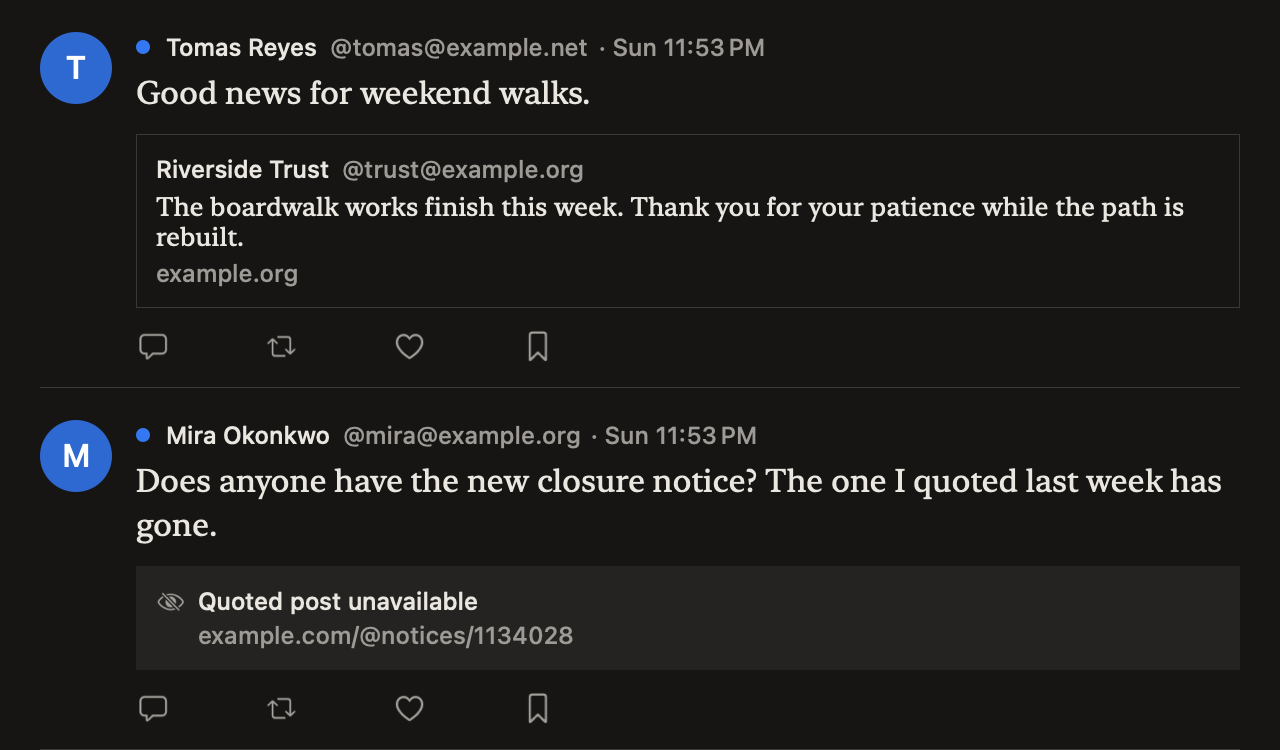 T
Tomas Reyes @tomas@example.net · Sun 11:53 PM
Good news for weekend walks.
Riverside Trust @trust@example.org
The boardwalk works finish this week. Thank you for your patience while the path is
rebuilt.
example.org
M
Mira Okonkwo @mira@example.org · Sun 11:53 PM
Does anyone have the new closure notice? The one I quoted last week has
gone.
Quoted post unavailable
example.com/@notices/1134028